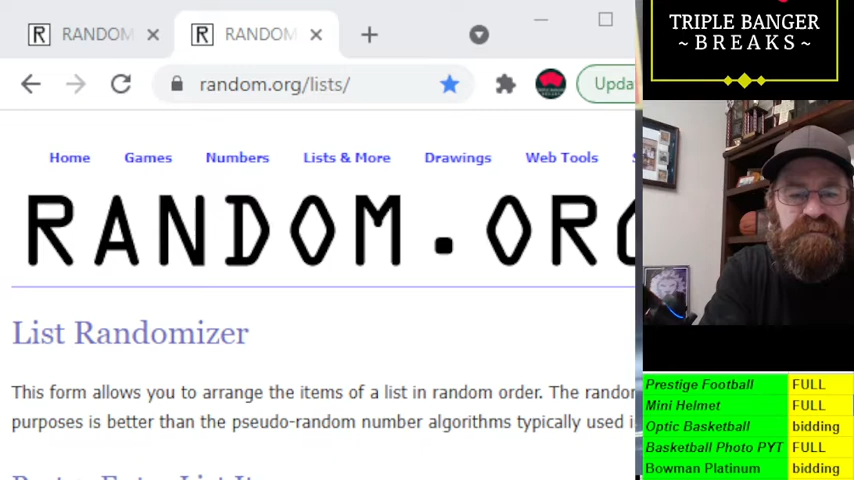 RANDOM
RANDOM
random.org/lists/
Upda
Home Games Numbers Lists & More Drawings Web Tools
RANDOM.ORG
List Randomizer
This form allows you to arrange the items of a list in random order. The rando
purposes is better than the pseudo-random number algorithms typically used i
TRIPLE BANGER
~ BREAKS ~
Prestige Football FULL
Mini Helmet FULL
Optic Basketball bidding
Basketball Photo PYT FULL
Bowman Platinum bidding